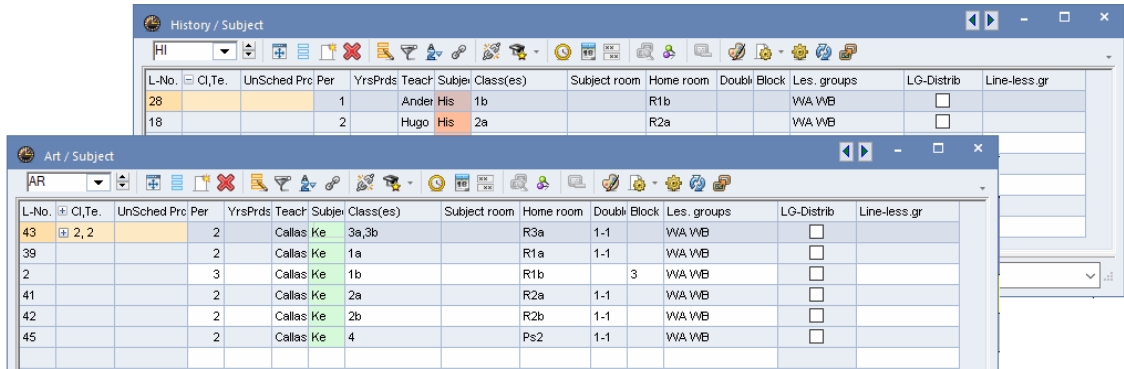 History / Subject
HI
L-No. Cl,Te. UnSched Prc Per YrsPrds Teach Subje Class(es) Subject room Home room Doubl Block Les. groups LG-Distrib Line-less.gr
28 1 Ander His 1b R1b WA WB
18 2 Hugo His 2a R2a WA WB
Art / Subject
AR
L-No. Cl,Te. UnSched Prc Per YrsPrds Teach Subje Class(es) Subject room Home room Doubl Block Les. groups LG-Distrib Line-less.gr
43 2, 2 2 Callas Ke 3a,3b R3a 1-1 WA WB
39 2 Callas Ke 1a R1a 1-1 WA WB
2 3 Callas Ke 1b R1b 3 WA WB
41 2 Callas Ke 2a R2a 1-1 WA WB
42 2 Callas Ke 2b R2b 1-1 WA WB
45 2 Callas Ke 4 Ps2 1-1 WA WB